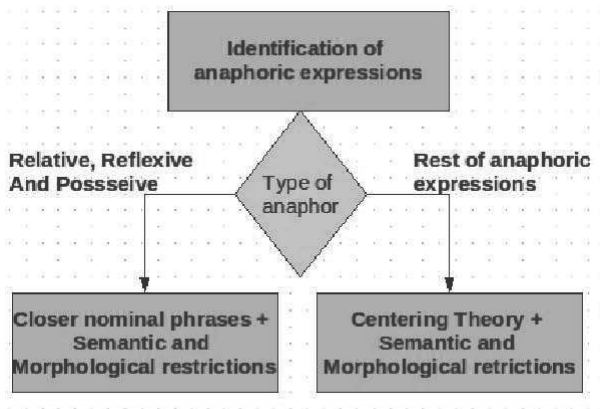 Identification of
anaphoric expressions
Relative, Reflexive
And Possseive
Rest of anaphoric
expressions
Type of
anaphor
Closer nominal phrases +
Semantic and
Morphological restrictions
Centering Theory +
Semantic and
Morphological retrictions